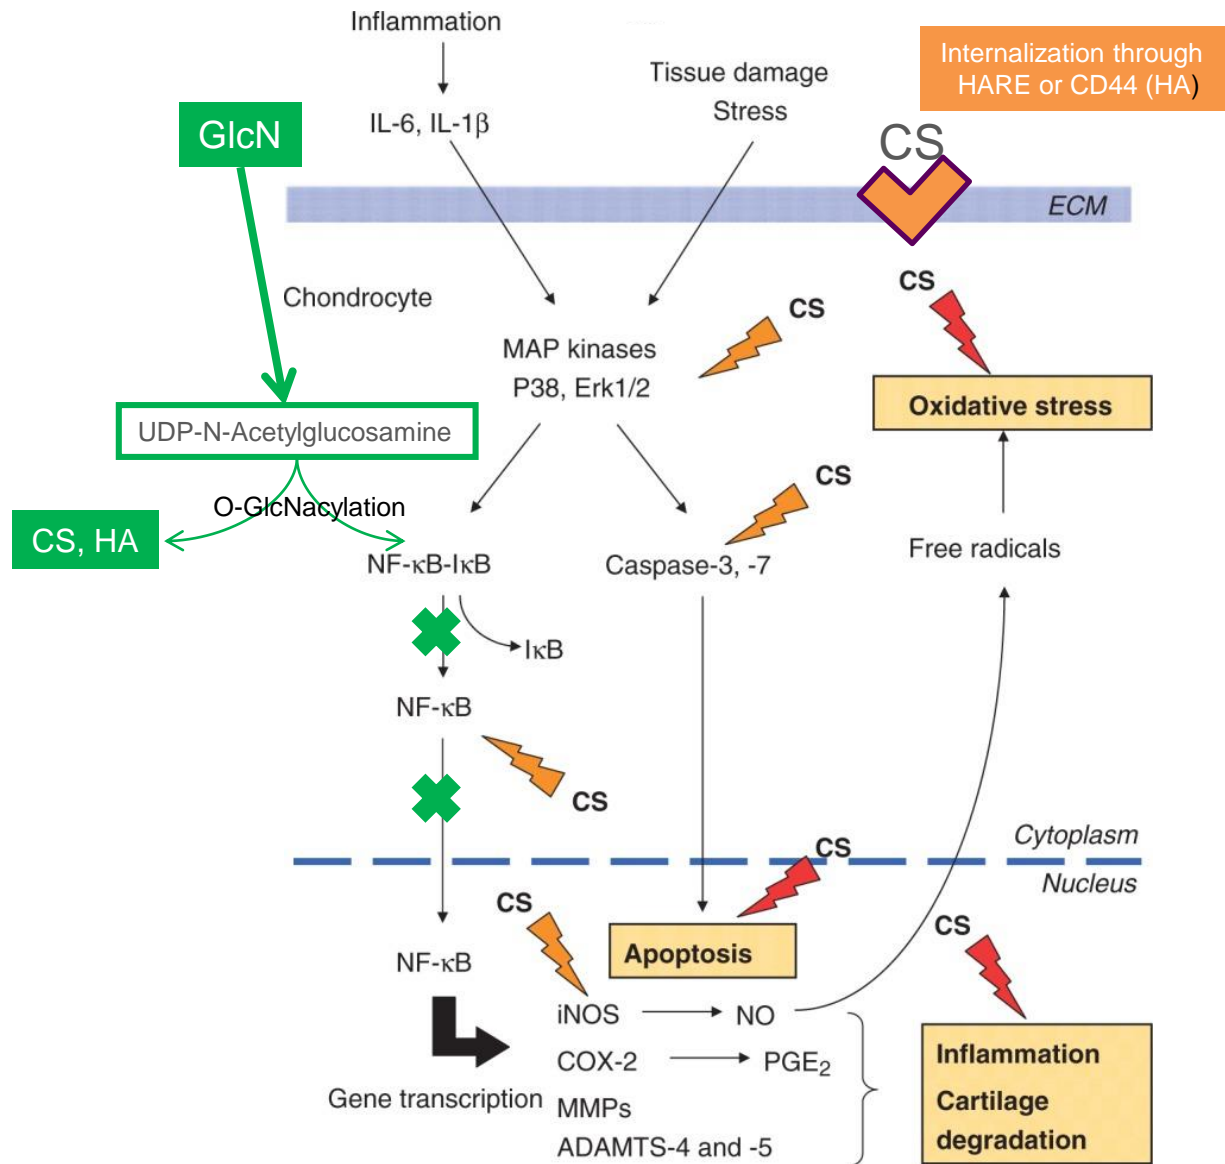 Inflammation
Internalization through
HARE or CD44 (HA)
Tissue damage
Stress
IL-6, IL-1β
GlcN
CS
ECM
CS
Chondrocyte
CS
MAP kinases
P38, Erk1/2
Oxidative stress
UDP-N-Acetylglucosamine
CS
O-GlcNacylation
CS, HA
NF-κB-IκB
Caspase-3, -7
Free radicals
IκB
NF-κB
CS
Cytoplasm
CS
Nucleus
CS
CS
NF-κB
Apoptosis
iNOS
NO
COX-2
PGE₂
Gene transcription
MMPs
ADAMTS-4 and -5
Inflammation
Cartilage
degradation